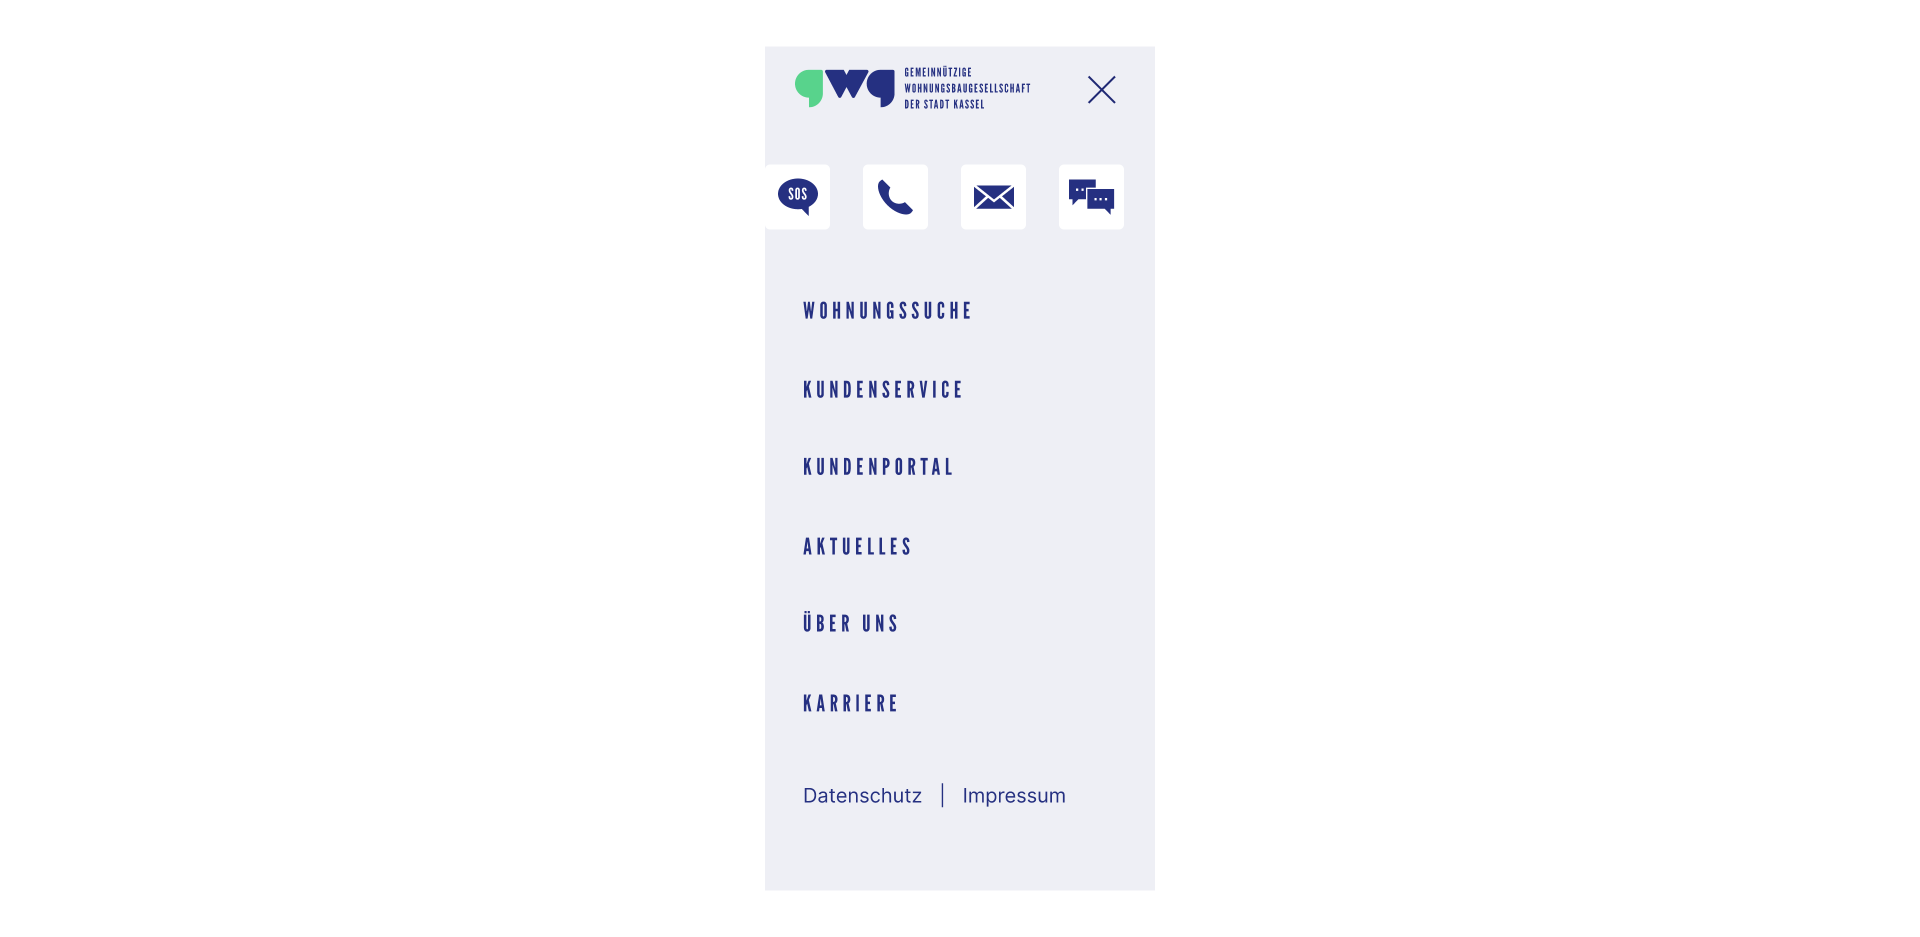 gwg
GEMEINNÜTZIGE
WOHNUNGSBAUGESELLSCHAFT
DER STADT KASSEL
SOS
WOHNUNGSSUCHE
KUNDENSERVICE
KUNDENPORTAL
AKTUELLES
ÜBER UNS
KARRIERE
Datenschutz | Impressum